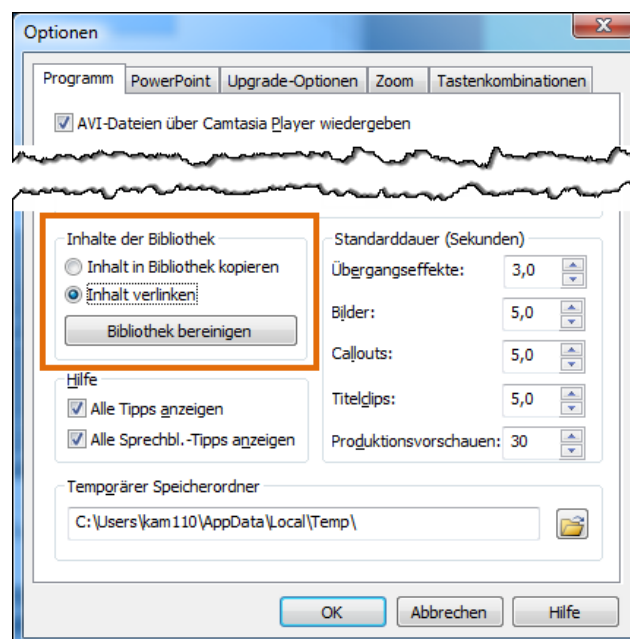 Optionen
Programm PowerPoint Upgrade-Optionen Zoom Tastenkombinationen
AVI-Dateien über Camtasia Player wiedergeben
Inhalte der Bibliothek
Inhalt in Bibliothek kopieren
Inhalt verlinken
Bibliothek bereinigen
Hilfe
Alle Tipps anzeigen
Alle Sprechbl.-Tipps anzeigen
Standarddauer (Sekunden)
Übergangseffekte: 3,0
Bilder: 5,0
Callouts: 5,0
Titelclips: 5,0
Produktionsvorschauen: 30
Temporärer Speicherordner
C:\Users\kam110\AppData\Local\Temp\
OK Abbrechen Hilfe